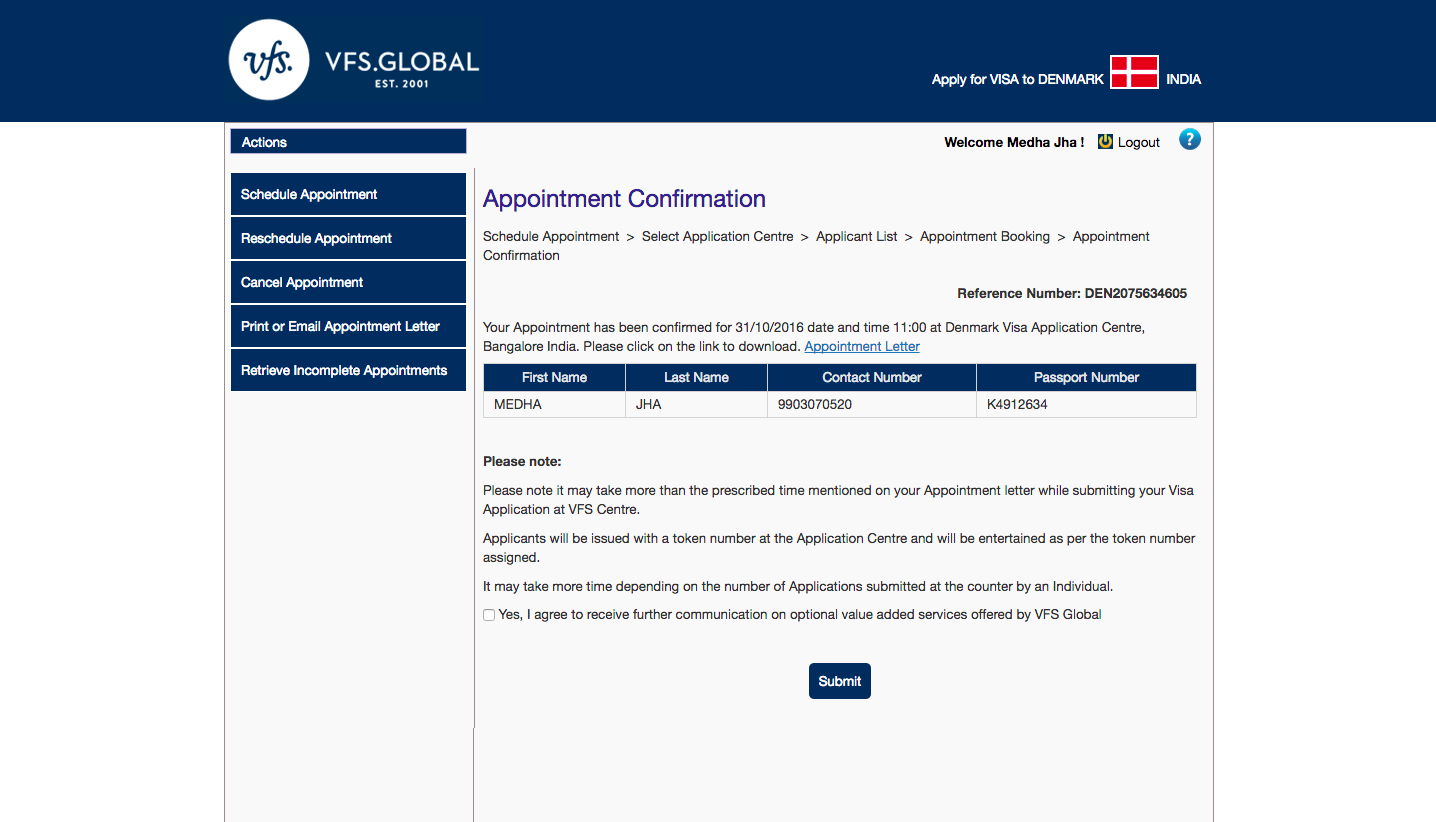 vfs.
VFS.GLOBAL
EST. 2001
Apply for VISA to DENMARK INDIA
Actions
Welcome Medha Jha ! Logout ?
Schedule Appointment
Reschedule Appointment
Cancel Appointment
Print or Email Appointment Letter
Retrieve Incomplete Appointments
Appointment Confirmation
Schedule Appointment > Select Application Centre > Applicant List > Appointment Booking > Appointment
Confirmation
Reference Number: DEN2075634605
Your Appointment has been confirmed for 31/10/2016 date and time 11:00 at Denmark Visa Application Centre,
Bangalore India. Please click on the link to download. Appointment Letter
First Name Last Name Contact Number Passport Number
MEDHA JHA 9903070520 K4912634
Please note:
Please note it may take more than the prescribed time mentioned on your Appointment letter while submitting your Visa
Application at VFS Centre.
Applicants will be issued with a token number at the Application Centre and will be entertained as per the token number
assigned.
It may take more time depending on the number of Applications submitted at the counter by an Individual.
Yes, I agree to receive further communication on optional value added services offered by VFS Global
Submit